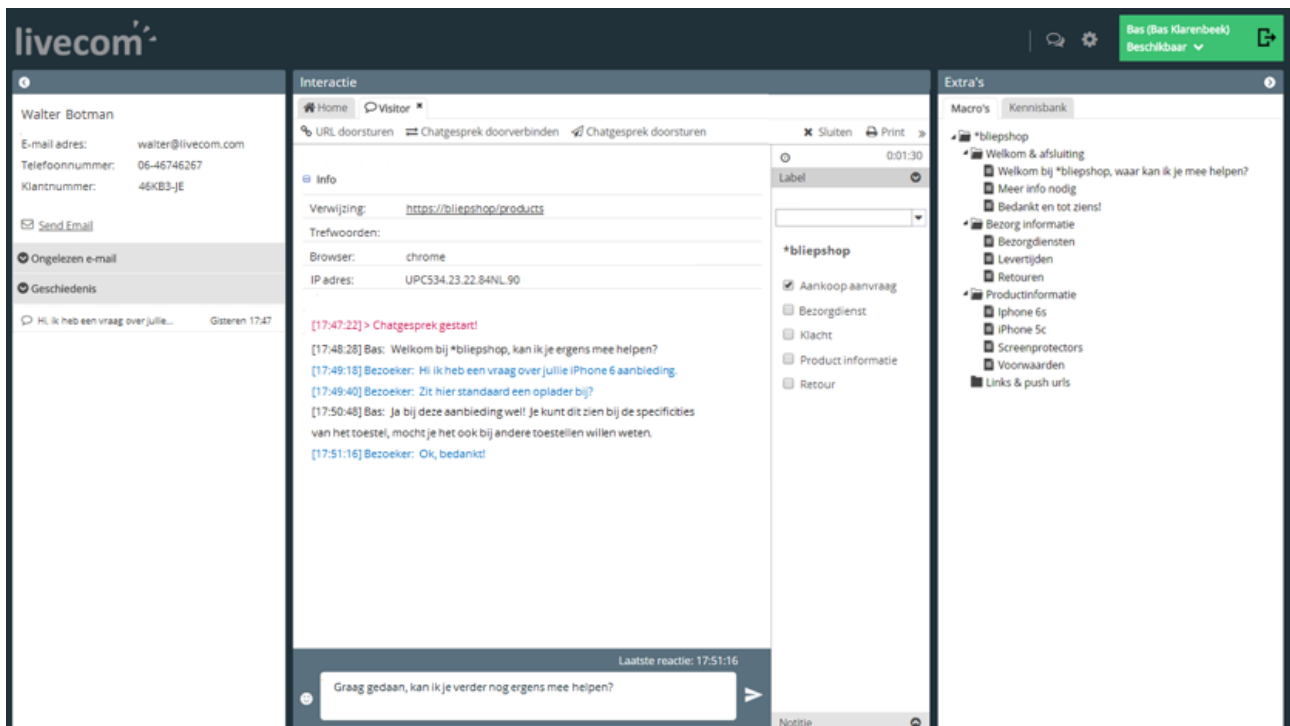 livecom
Bas (Bas Klarenbeek)
Beschikbaar
Walter Botman
E-mail adres: walter@livecom.com
Telefoonnummer: 06-46746267
Klantnummer: 46KB3-JE
Send Email
Ongelezen e-mail
Geschiedenis
Hi, ik heb een vraag over jullie... Gisteren 17:47
Interactie
Home Visitor
URL doorsturen Chatgesprek doorverbinden Chatgesprek doorsturen Sluiten Print »
Info
Verwijzing: https://bliepshop/products
Trefwoorden:
Browser: chrome
IP adres: UPC534.23.22.84NL.90
[17:47:22] > Chatgesprek gestart!
[17:48:28] Bas: Welkom bij *bliepshop, kan ik je ergens mee helpen?
[17:49:18] Bezoeker: Hi ik heb een vraag over jullie iPhone 6 aanbieding.
[17:49:40] Bezoeker: Zit hier standaard een oplader bij?
[17:50:48] Bas: Ja bij deze aanbieding wel! Je kunt dit zien bij de specificities
van het toestel, mocht je het ook bij andere toestellen willen weten.
[17:51:16] Bezoeker: Ok, bedankt!
Laatste reactie: 17:51:16
Graag gedaan, kan ik je verder nog ergens mee helpen?
0:01:30
Label
*bliepshop
Aankoop aanvraag
Bezorgdienst
Klacht
Product informatie
Retour
Notitie
Extra's
Macro's Kennisbank
*bliepshop
Welkom & afsluiting
Welkom bij *bliepshop, waar kan ik je mee helpen?
Meer info nodig
Bedankt en tot ziens!
Bezorg informatie
Bezorgdiensten
Levertijden
Retouren
Productinformatie
Iphone 6s
iPhone 5c
Screenprotectors
Voorwaarden
Links & push urls